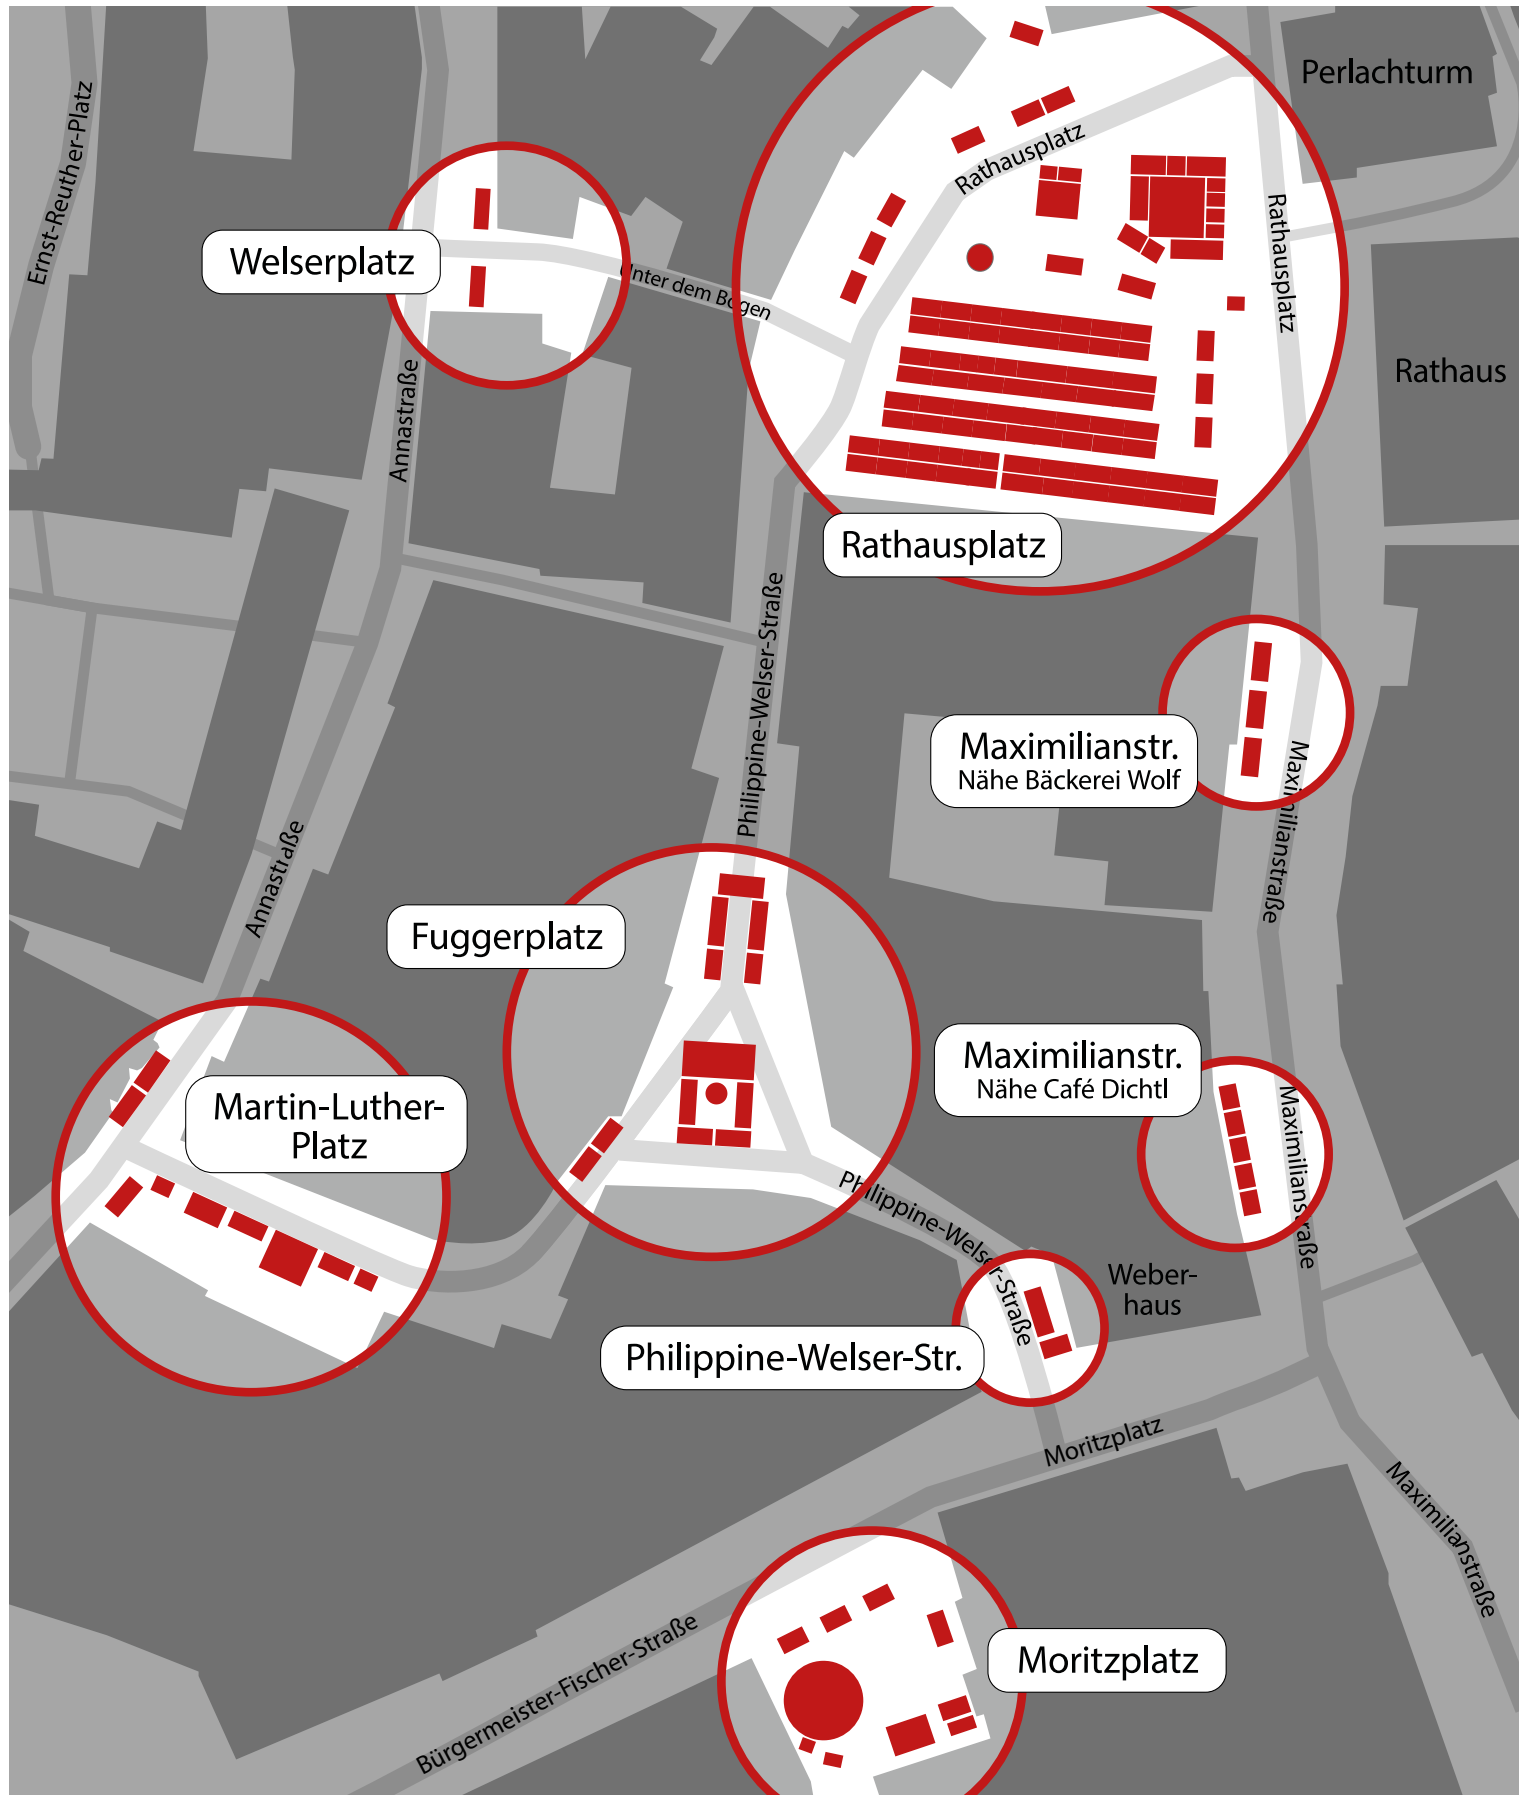 Perlachturm
Ernst-Reuther-Platz
Rathausplatz
Rathausplatz
Welserplatz
Unter dem Bogen
Annastraße
Rathaus
Rathausplatz
Philippine-Welser-Straße
Maximilianstr.
Nähe Bäckerei Wolf
Maximilianstraße
Annastraße
Fuggerplatz
Maximilianstr.
Nähe Café Dichtl
Maximilianstraße
Martin-Luther-
Platz
Philippine-Welser-Straße
Weber-
haus
Philippine-Welser-Str.
Moritzplatz
Maximilianstraße
Bürgermeister-Fischer-Straße
Moritzplatz